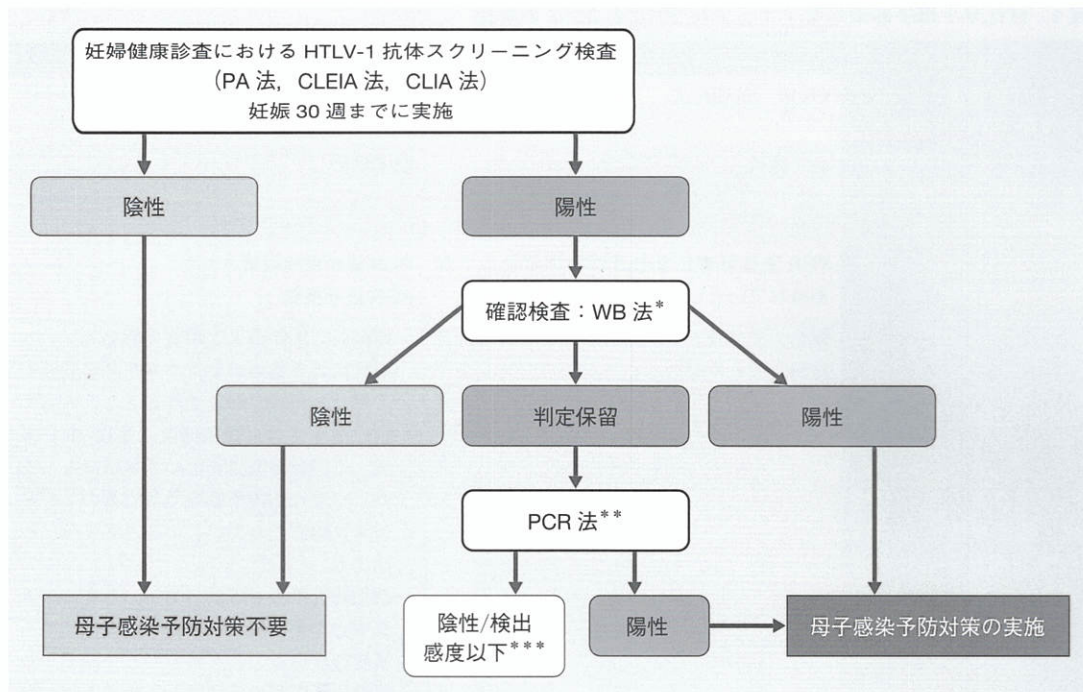 妊婦健康診査における HTLV-1 抗体スクリーニング検査
（PA 法，CLEIA 法，CLIA 法）
妊娠 30 週までに実施
陰性
陽性
確認検査：WB 法*
陰性
判定保留
陽性
PCR 法**
母子感染予防対策不要
陰性/検出
感度以下***
陽性
母子感染予防対策の実施